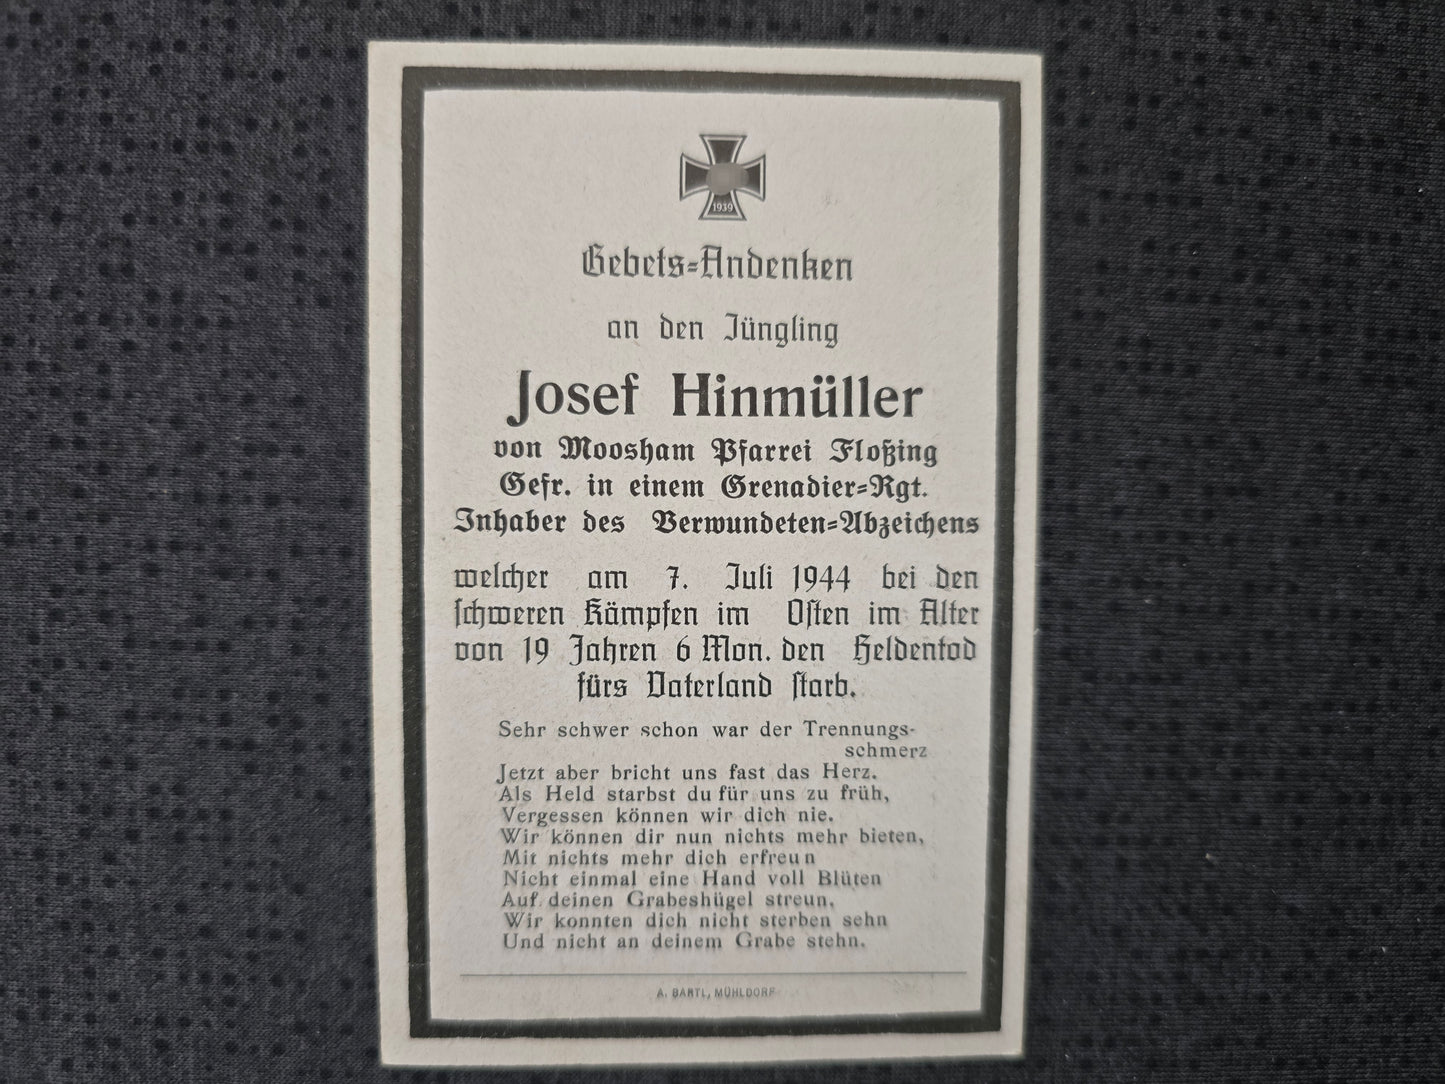 1939
Gebets-Andenken
an den Jüngling
Josef Hinmüller
von Moosham Pfarrei Floßing
Gefr. in einem Grenadier-Rgt.
Inhaber des Verwundeten-Abzeichens
welcher am 7. Juli 1944 bei den
schweren Kämpfen im Osten im Alter
von 19 Jahren 6 Mon. den Heldentod
fürs Vaterland starb.
Sehr schwer schon war der Trennungs-
schmerz
Jetzt aber bricht uns fast das Herz.
Als Held starbst du für uns zu früh,
Vergessen können wir dich nie.
Wir können dir nun nichts mehr bieten,
Mit nichts mehr dich erfreun
Nicht einmal eine Hand voll Blüten
Auf deinen Grabeshügel streun.
Wir konnten dich nicht sterben sehn
Und nicht an deinem Grabe stehn.
A. BARTL, MÜHLDORF